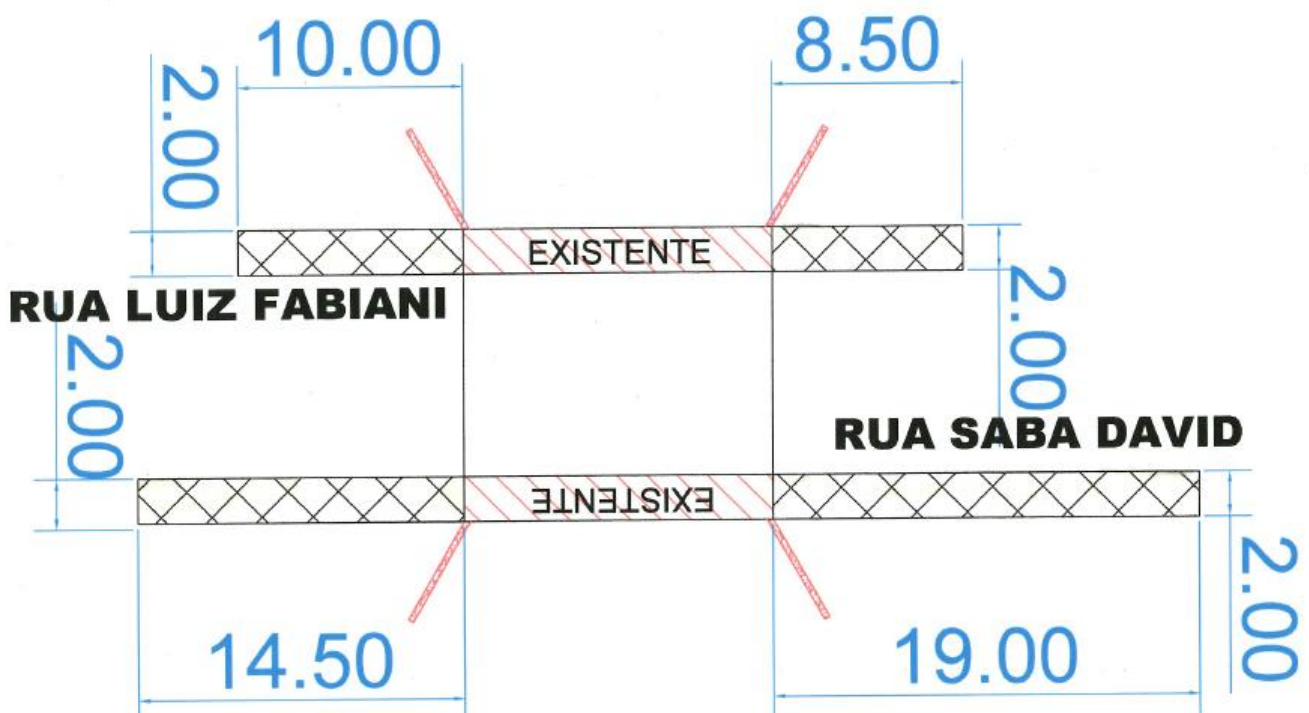 10.00
8.50
2.00
EXISTENTE
RUA LUIZ FABIANI
2.00
2.00
RUA SABA DAVID
EXISTENTE
2.00
14.50
19.00